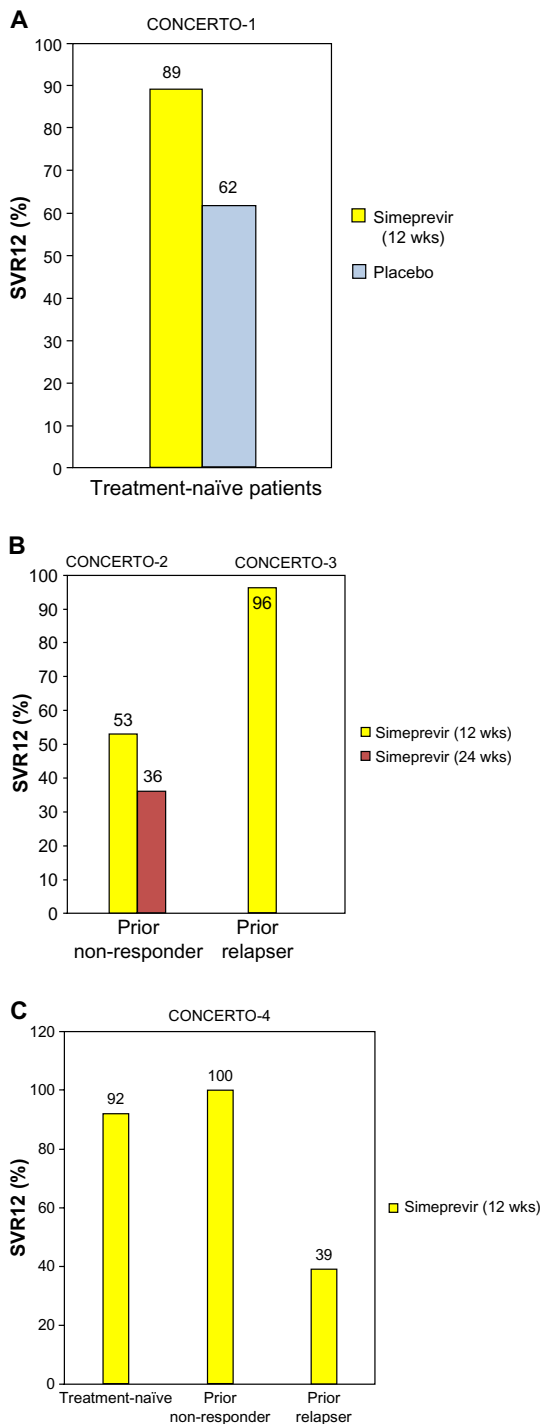 A
CONCERTO-1
100
90
80
70
60
50
40
30
20
10
0
SVR12 (%)
89
62
Simeprevir
(12 wks)
Placebo
Treatment-naïve patients
B
CONCERTO-2
CONCERTO-3
100
90
80
70
60
50
40
30
20
10
0
SVR12 (%)
53
36
96
Simeprevir (12 wks)
Simeprevir (24 wks)
Prior
non-responder
Prior
relapser
C
CONCERTO-4
120
100
80
60
40
20
0
SVR12 (%)
92
100
39
Simeprevir (12 wks)
Treatment-naïve
Prior
non-responder
Prior
relapser